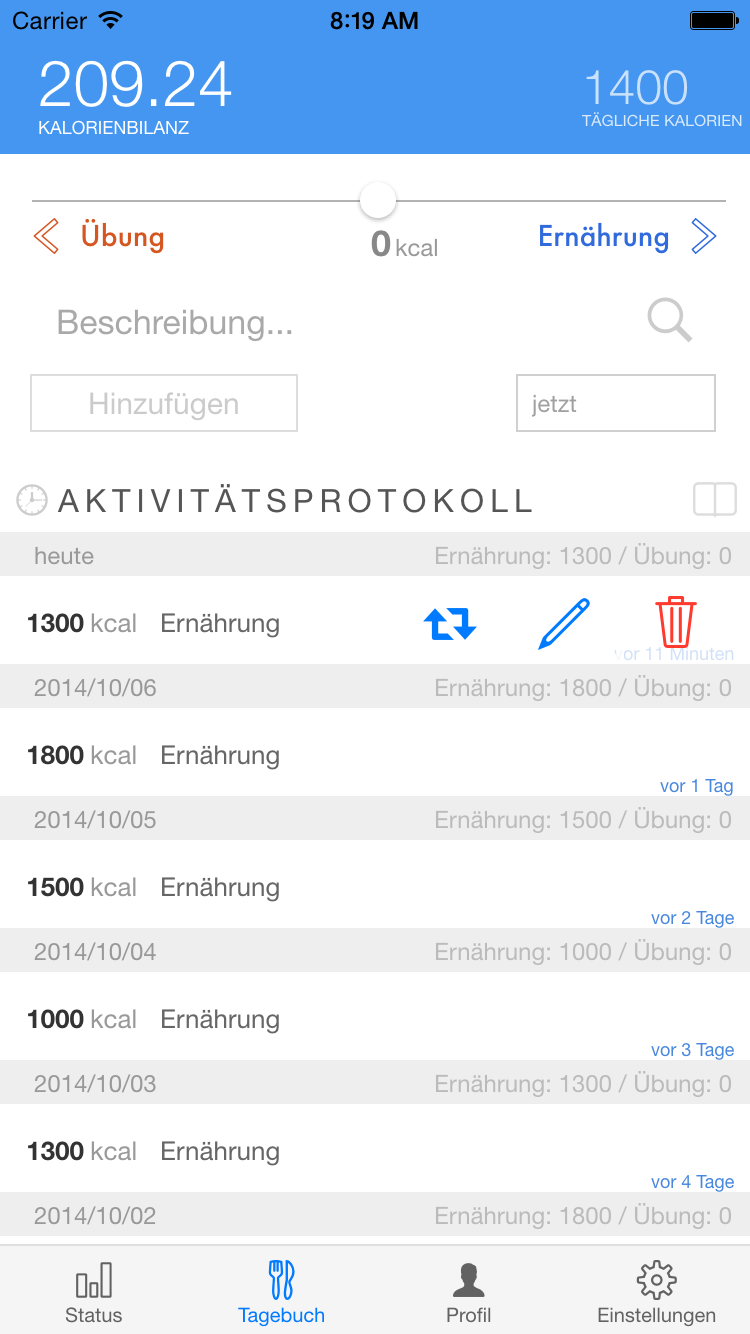 Carrier 8:19 AM
209.24 1400
KALORIENBILANZ TÄGLICHE KALORIEN
Übung 0 kcal Ernährung
Beschreibung...
Hinzufügen jetzt
AKTIVITÄTSPROTOKOLL
heute Ernährung: 1300 / Übung: 0
1300 kcal Ernährung
vor 11 Minuten
2014/10/06 Ernährung: 1800 / Übung: 0
1800 kcal Ernährung
vor 1 Tag
2014/10/05 Ernährung: 1500 / Übung: 0
1500 kcal Ernährung
vor 2 Tage
2014/10/04 Ernährung: 1000 / Übung: 0
1000 kcal Ernährung
vor 3 Tage
2014/10/03 Ernährung: 1300 / Übung: 0
1300 kcal Ernährung
vor 4 Tage
2014/10/02 Ernährung: 1800 / Übung: 0
Status Tagebuch Profil Einstellungen